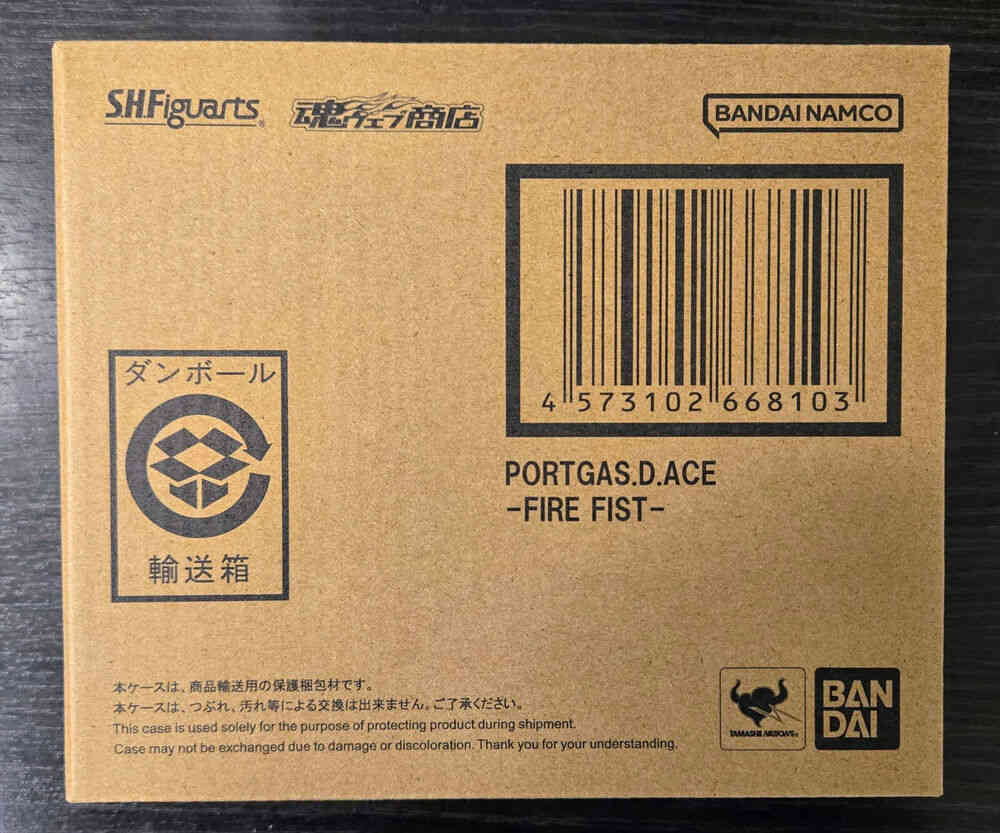 S.H.Figuarts®
魂ウェブ商店
BANDAI NAMCO
4 573102 668103
PORTGAS.D.ACE
-FIRE FIST-
ダンボール
輸送箱
本ケースは、商品輸送用の保護梱包材です。
本ケースは、つぶれ、汚れ等による交換は出来ません。ご了承ください。
This case is used solely for the purpose of protecting product during shipment.
Case may not be exchanged due to damage or discoloration. Thank you for your understanding.
TAMASHII NATIONS
BAN
DAI